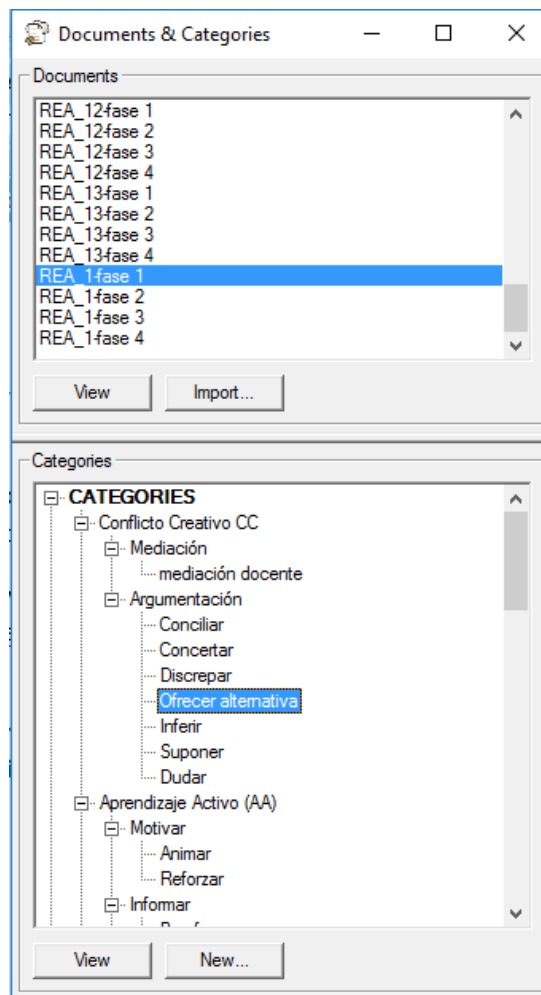 Documents & Categories
Documents
REA_12-fase 1
REA_12-fase 2
REA_12-fase 3
REA_12-fase 4
REA_13-fase 1
REA_13-fase 2
REA_13-fase 3
REA_13-fase 4
REA_1-fase 1
REA_1-fase 2
REA_1-fase 3
REA_1-fase 4
View Import...
Categories
CATEGORIES
Conflicto Creativo CC
Mediación
mediación docente
Argumentación
Conciliar
Concertar
Discrepar
Ofrecer alternativa
Inferir
Suponer
Dudar
Aprendizaje Activo (AA)
Motivar
Animar
Reforzar
Informar
View New...